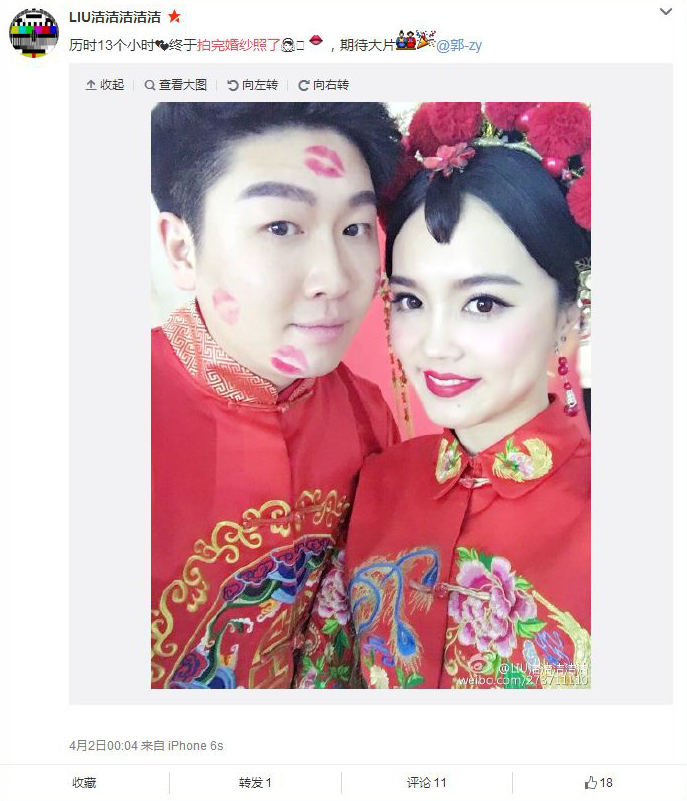 LIU洁洁洁洁洁
历时13个小时💕终于拍完婚纱照了👰💋，期待大片👫🎉@郭-zy
收起 查看大图 向左转 向右转
@LIU洁洁洁洁洁
weibo.com/273711110
4月2日00:04 来自 iPhone 6s
收藏 转发 1 评论 11 18